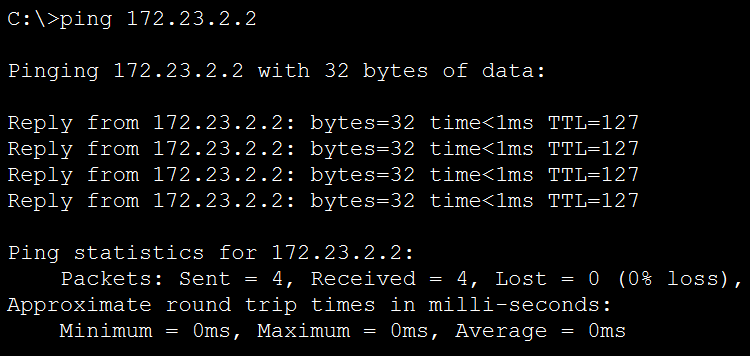 C:\>ping 172.23.2.2
Pinging 172.23.2.2 with 32 bytes of data:
Reply from 172.23.2.2: bytes=32 time<1ms TTL=127
Reply from 172.23.2.2: bytes=32 time<1ms TTL=127
Reply from 172.23.2.2: bytes=32 time<1ms TTL=127
Reply from 172.23.2.2: bytes=32 time<1ms TTL=127
Ping statistics for 172.23.2.2:
    Packets: Sent = 4, Received = 4, Lost = 0 (0% loss),
Approximate round trip times in milli-seconds:
    Minimum = 0ms, Maximum = 0ms, Average = 0ms